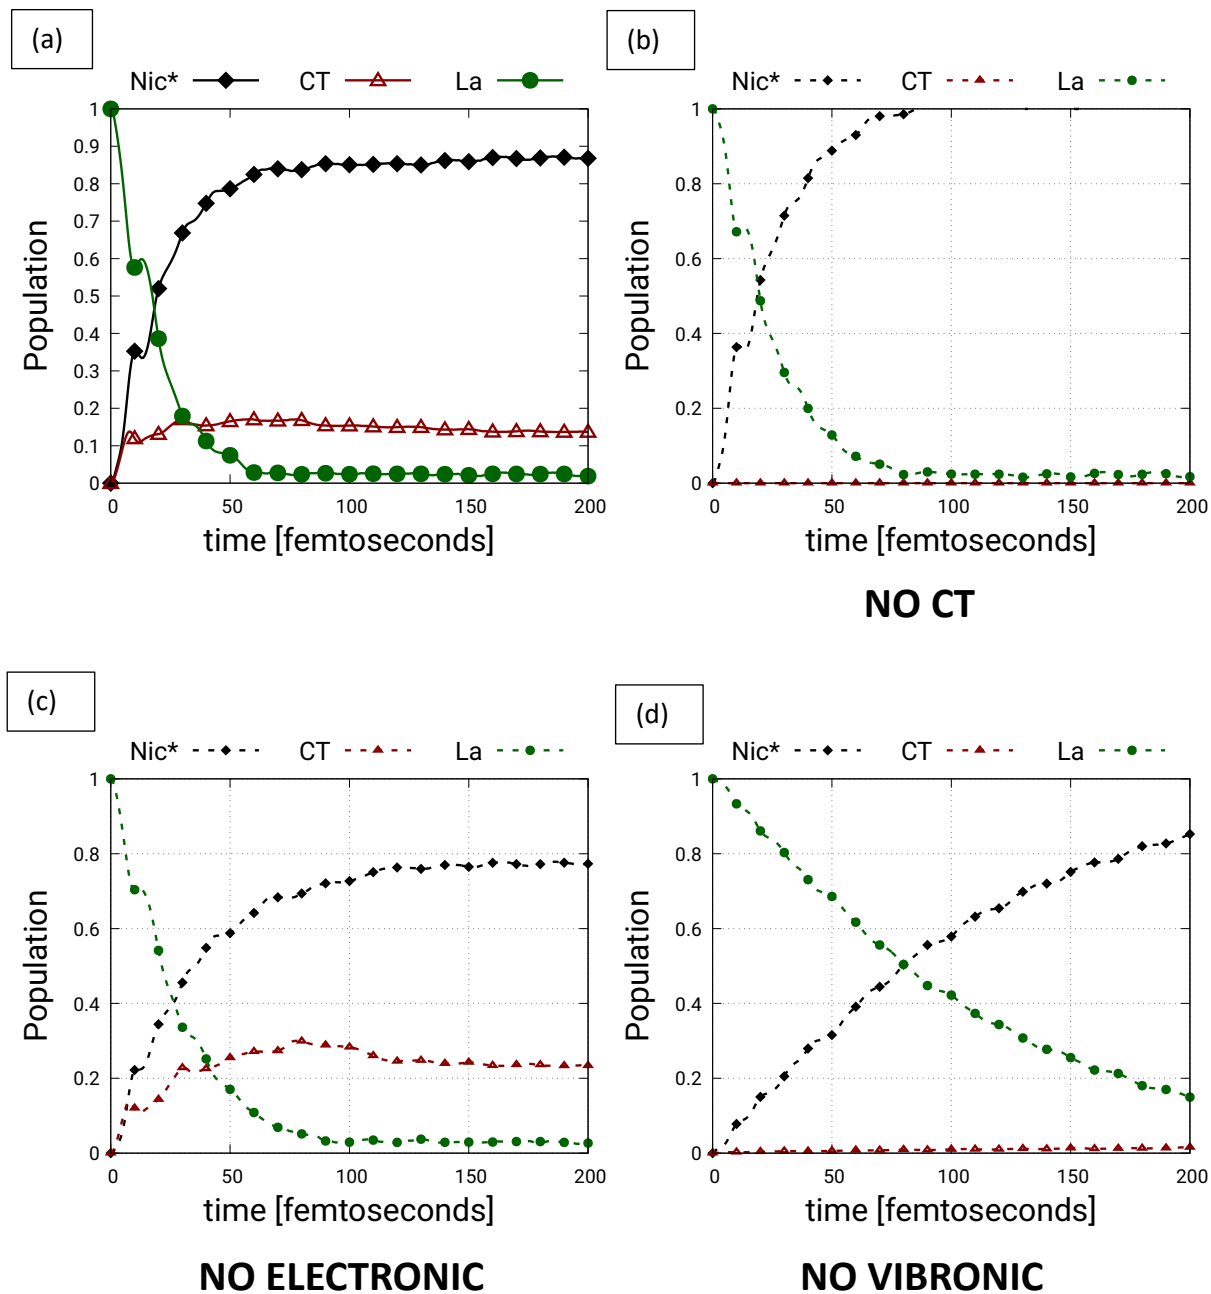 (a)
Nic* CT La
1
0.9
0.8
0.7
0.6
0.5
0.4
0.3
0.2
0.1
0
0 50 100 150 200
Population
time [femtoseconds]
(b)
Nic* CT La
1
0.8
0.6
0.4
0.2
0
0 50 100 150 200
Population
time [femtoseconds]
NO CT
(c)
Nic* CT La
1
0.8
0.6
0.4
0.2
0
0 50 100 150 200
Population
time [femtoseconds]
NO ELECTRONIC
(d)
Nic* CT La
1
0.8
0.6
0.4
0.2
0
0 50 100 150 200
Population
time [femtoseconds]
NO VIBRONIC